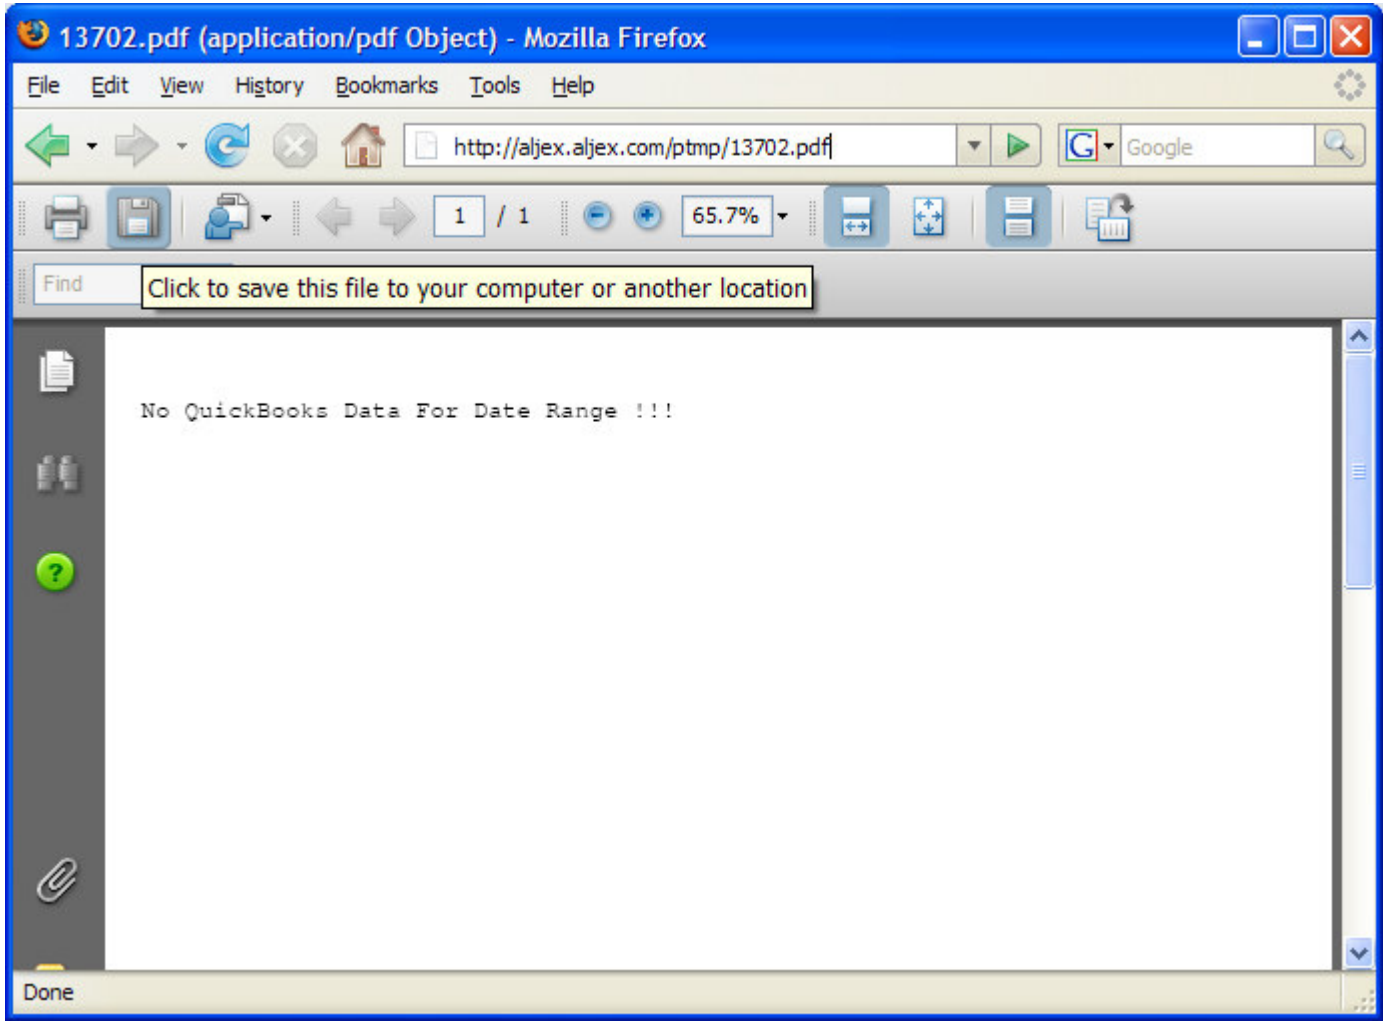 13702.pdf (application/pdf Object) - Mozilla Firefox
File Edit View History Bookmarks Tools Help
http://aljex.aljex.com/ptmp/13702.pdf G Google
1 / 1 65.7%
Find Click to save this file to your computer or another location
No QuickBooks Data For Date Range !!!
?
Done